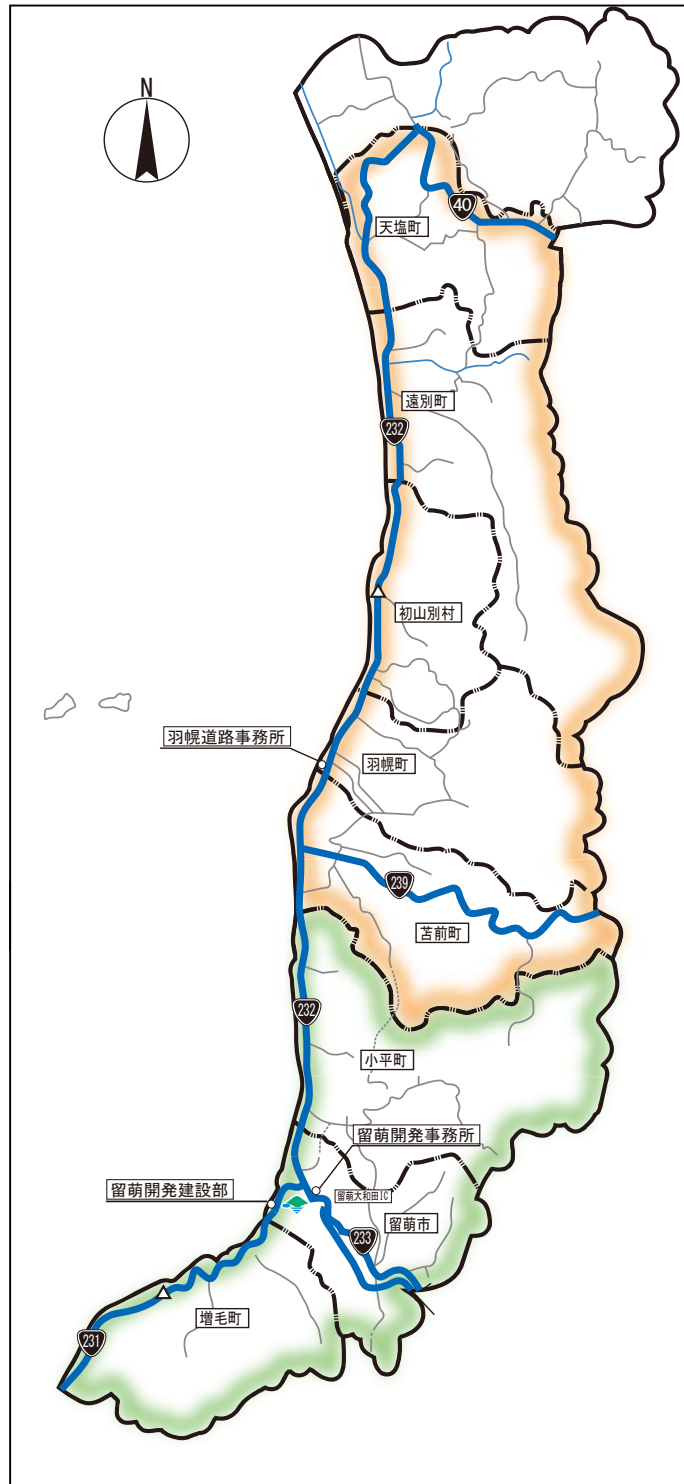 N
40
天塩町
遠別町
232
初山別村
羽幌道路事務所
羽幌町
239
苫前町
232
小平町
留萌開発事務所
留萌開発建設部
留萌大和田IC
留萌市
233
増毛町
231